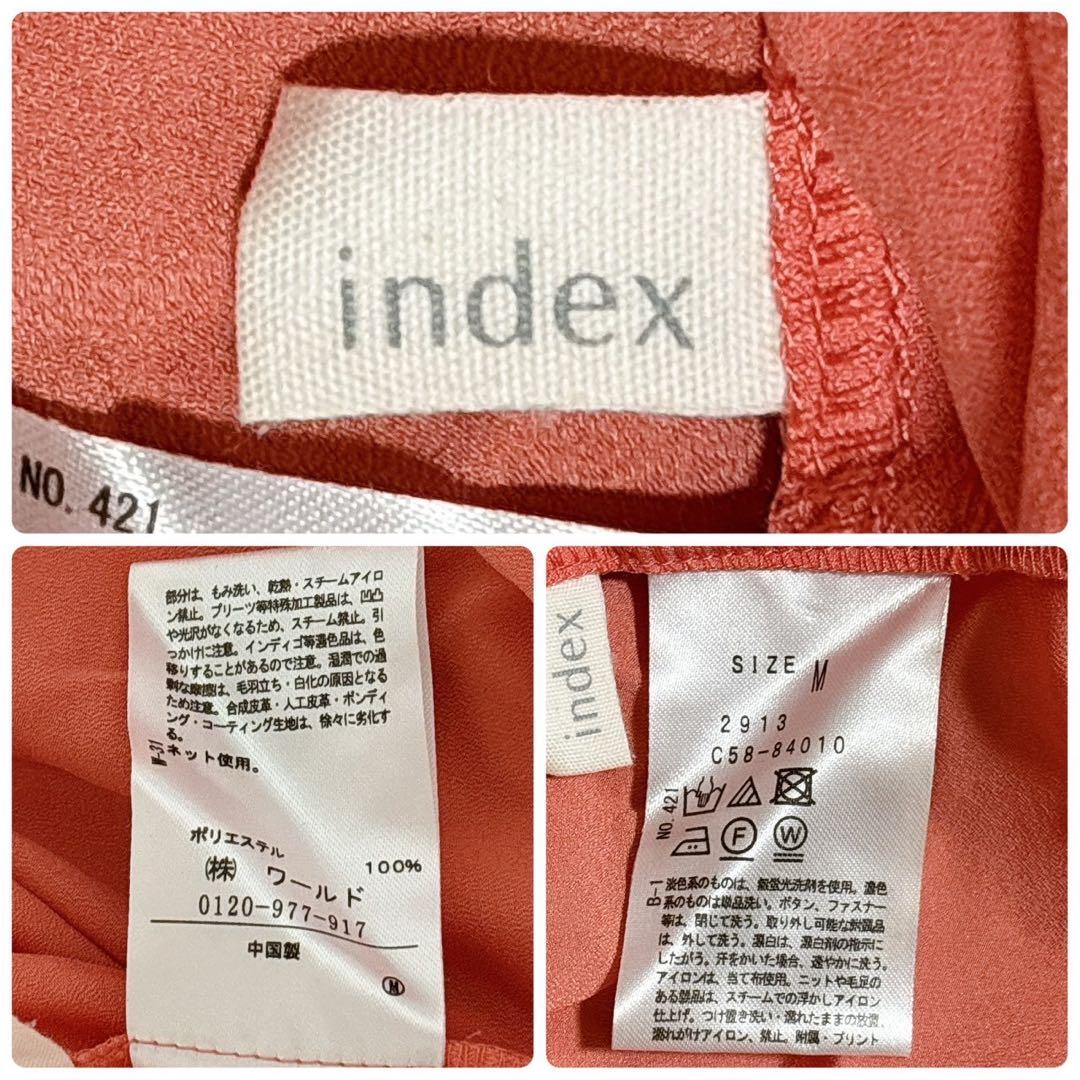 index
NO. 421
部分は、もみ洗い、乾熱・スチームアイロ
ン禁止。プリーツ等特殊加工製品は、凹凸
や光沢がなくなるため、スチーム禁止。引
っかけに注意。インディゴ等濃色品は、色
移りすることがあるので注意。湿潤での過
剰な摩擦は、毛羽立ち・白化の原因となる
ため注意。合成皮革・人工皮革・ボンディ
ング・コーティング生地は、徐々に劣化す
る。
W-31
ネット使用。
ポリエステル
100%
(株) ワールド
0120-977-917
中国製
M
index
SIZE M
2913
C58-84010
NO.421
F W
B-1
淡色系のものは、無蛍光洗剤を使用。濃色
系のものは単品洗い。ボタン、ファスナー
等は、閉じて洗う。取り外し可能な附属品
は、外して洗う。漂白は、漂白剤の指示に
したがう。汗をかいた場合、速やかに洗う。
アイロンは、当て布使用。ニットや毛足の
ある製品は、スチームでの浮かしアイロン
仕上げ。つけ置き洗い・濡れたままの放置、
濡れがけアイロン、禁止。附属・プリント